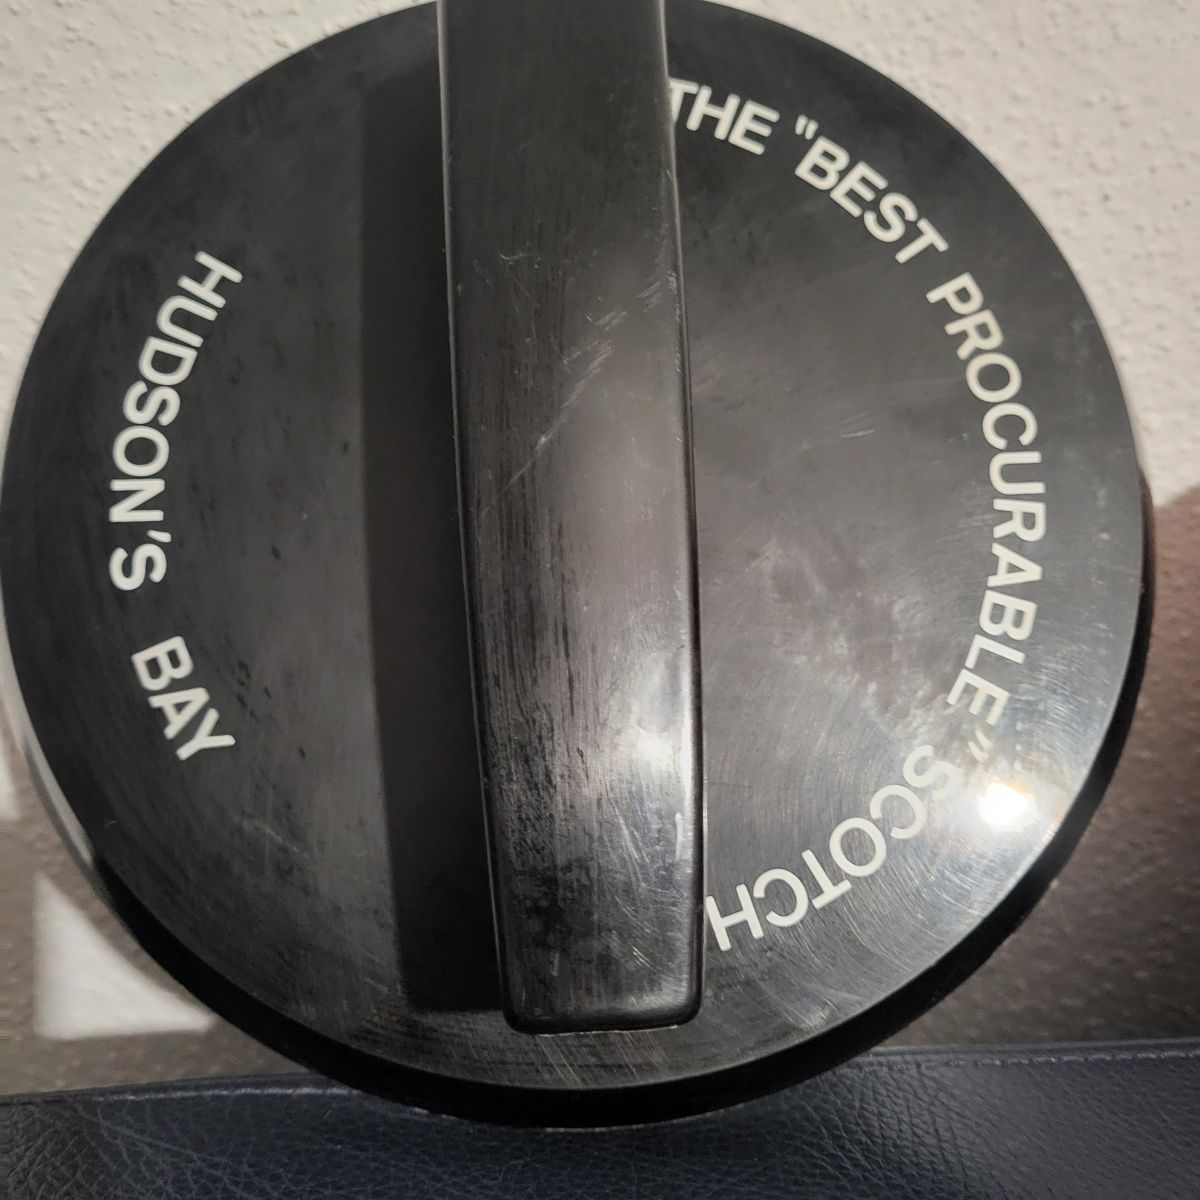 HUDSON'S BAY
THE "BEST PROCURABLE" SCOTCH